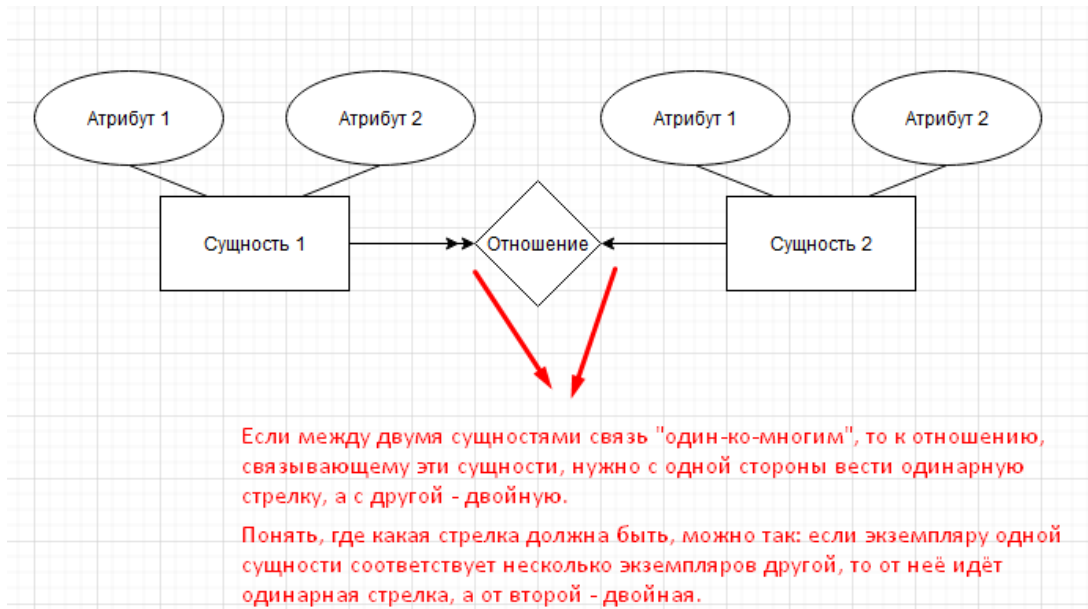 Атрибут 1
Атрибут 2
Атрибут 1
Атрибут 2
Сущность 1
Отношение
Сущность 2
Если между двумя сущностями связь "один-ко-многим", то к отношению,
связывающему эти сущности, нужно с одной стороны вести одинарную
стрелку, а с другой - двойную.
Понять, где какая стрелка должна быть, можно так: если экземпляру одной
сущности соответствует несколько экземпляров другой, то от неё идёт
одинарная стрелка, а от второй - двойная.